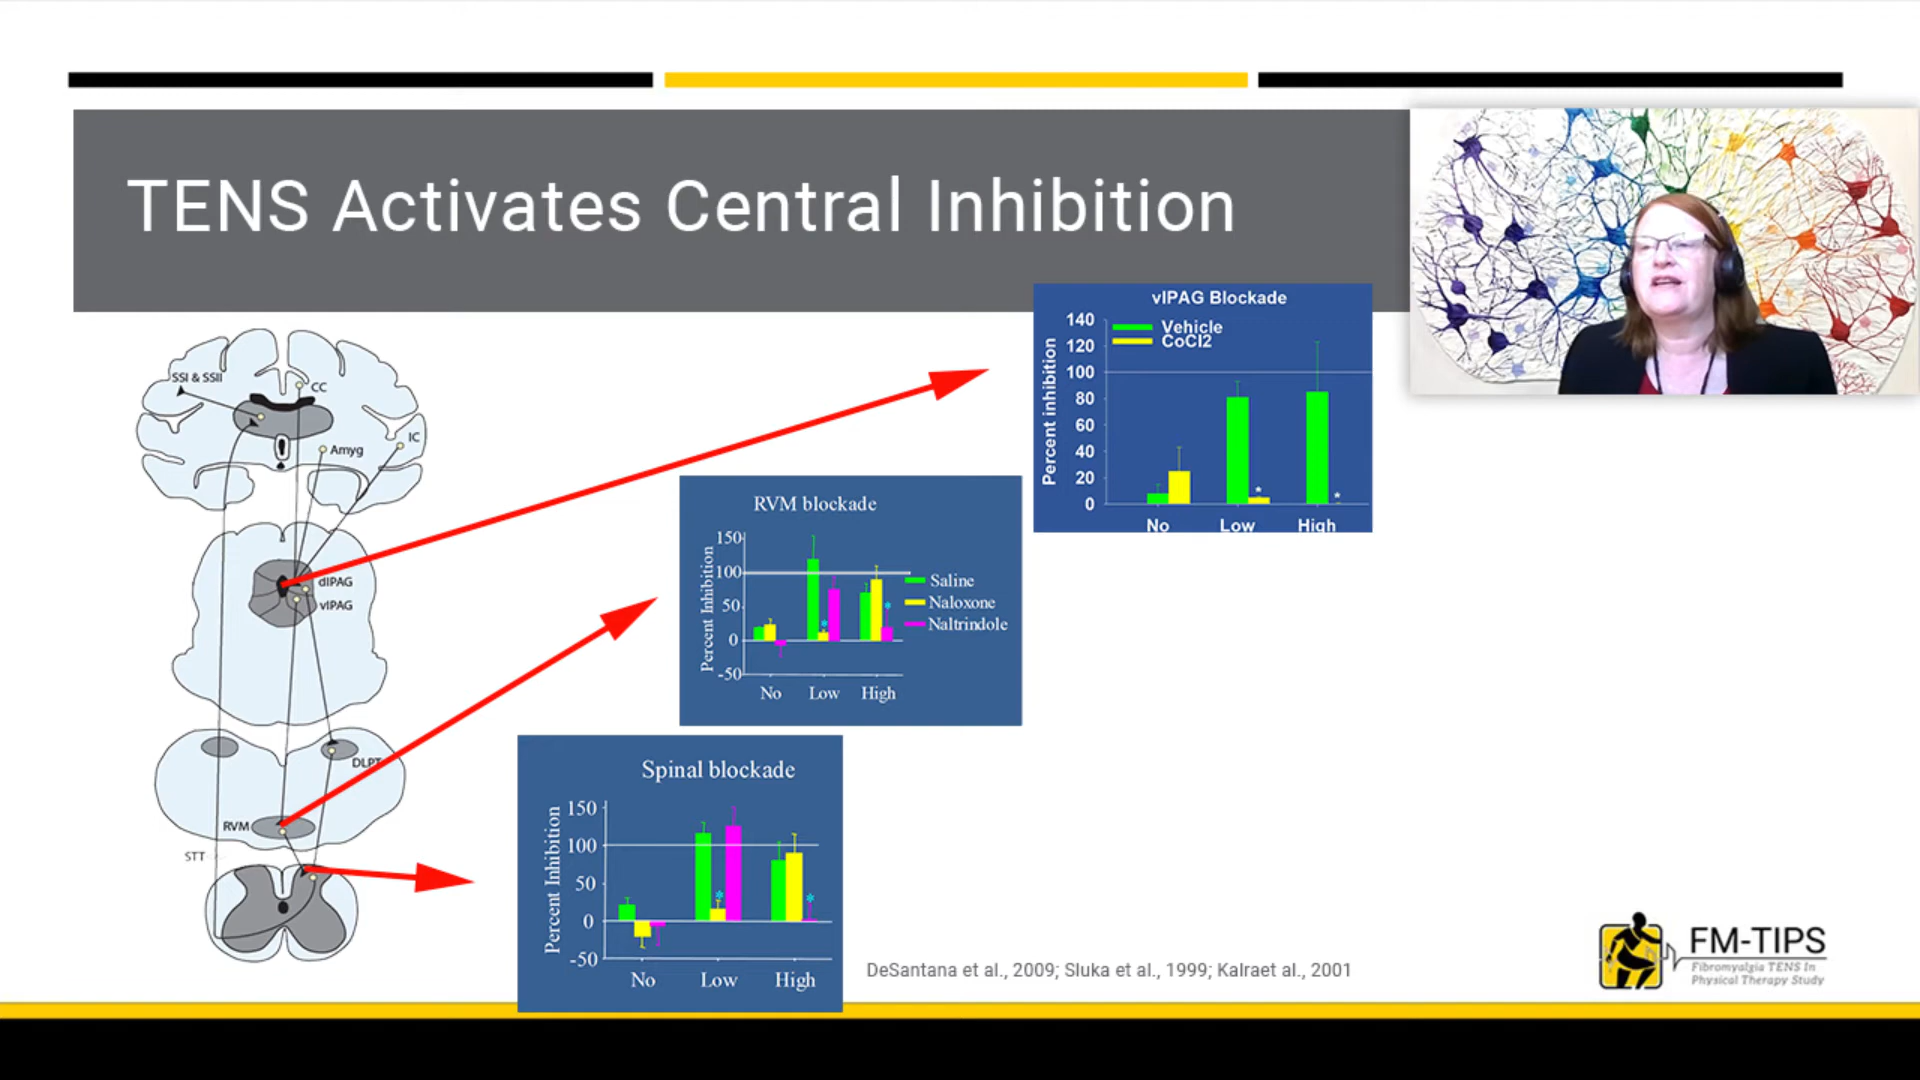 TENS Activates Central Inhibition
SSI & SSII
CC
IC
Amyg
dlPAG
vlPAG
DLPT
RVM
STT
vlPAG Blockade
Percent inhibition
140
120
100
80
60
40
20
0
Vehicle
CoCl2
*
*
No Low High
RVM blockade
Percent Inhibition
150
100
50
0
-50
Saline
Naloxone
Naltrindole
*
*
No Low High
Spinal blockade
Percent Inhibition
150
100
50
0
-50
*
*
No Low High
DeSantana et al., 2009; Sluka et al., 1999; Kalraet al., 2001
FM-TIPS
Fibromyalgia TENS In
Physical Therapy Study